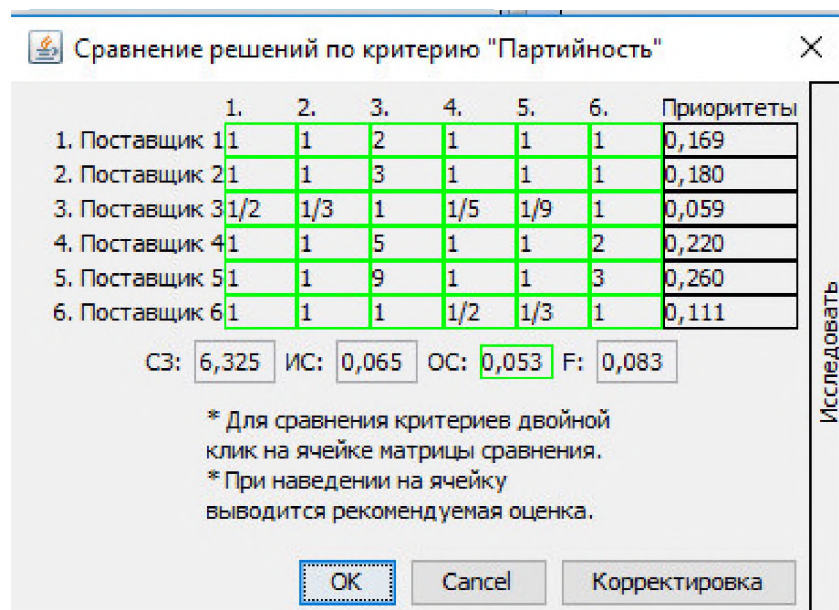 Сравнение решений по критерию "Партийность"
1. 2. 3. 4. 5. 6. Приоритеты
1. Поставщик 1 1 1 2 1 1 1 0,169
2. Поставщик 2 1 1 3 1 1 1 0,180
3. Поставщик 3 1/2 1/3 1 1/5 1/9 1 0,059
4. Поставщик 4 1 1 5 1 1 2 0,220
5. Поставщик 5 1 1 9 1 1 3 0,260
6. Поставщик 6 1 1 1 1/2 1/3 1 0,111
СЗ: 6,325 ИС: 0,065 ОС: 0,053 F: 0,083
* Для сравнения критериев двойной
клик на ячейке матрицы сравнения.
* При наведении на ячейку
выводится рекомендуемая оценка.
OK Cancel Корректировка
Исследовать